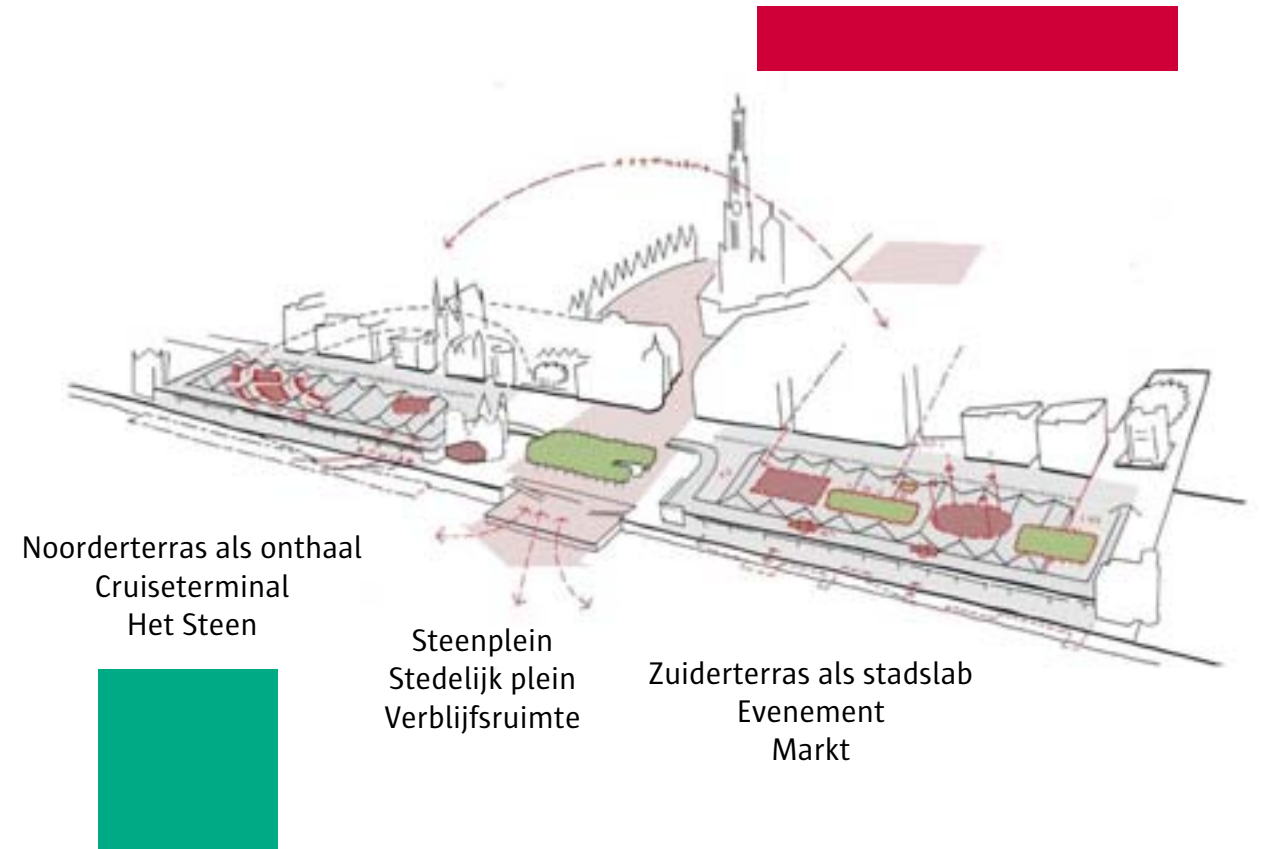 Noorderterras als onthaal
Cruiseterminal
Het Steen
Steenplein
Stedelijk plein
Verblijfsruimte
Zuiderterras als stadslab
Evenement
Markt